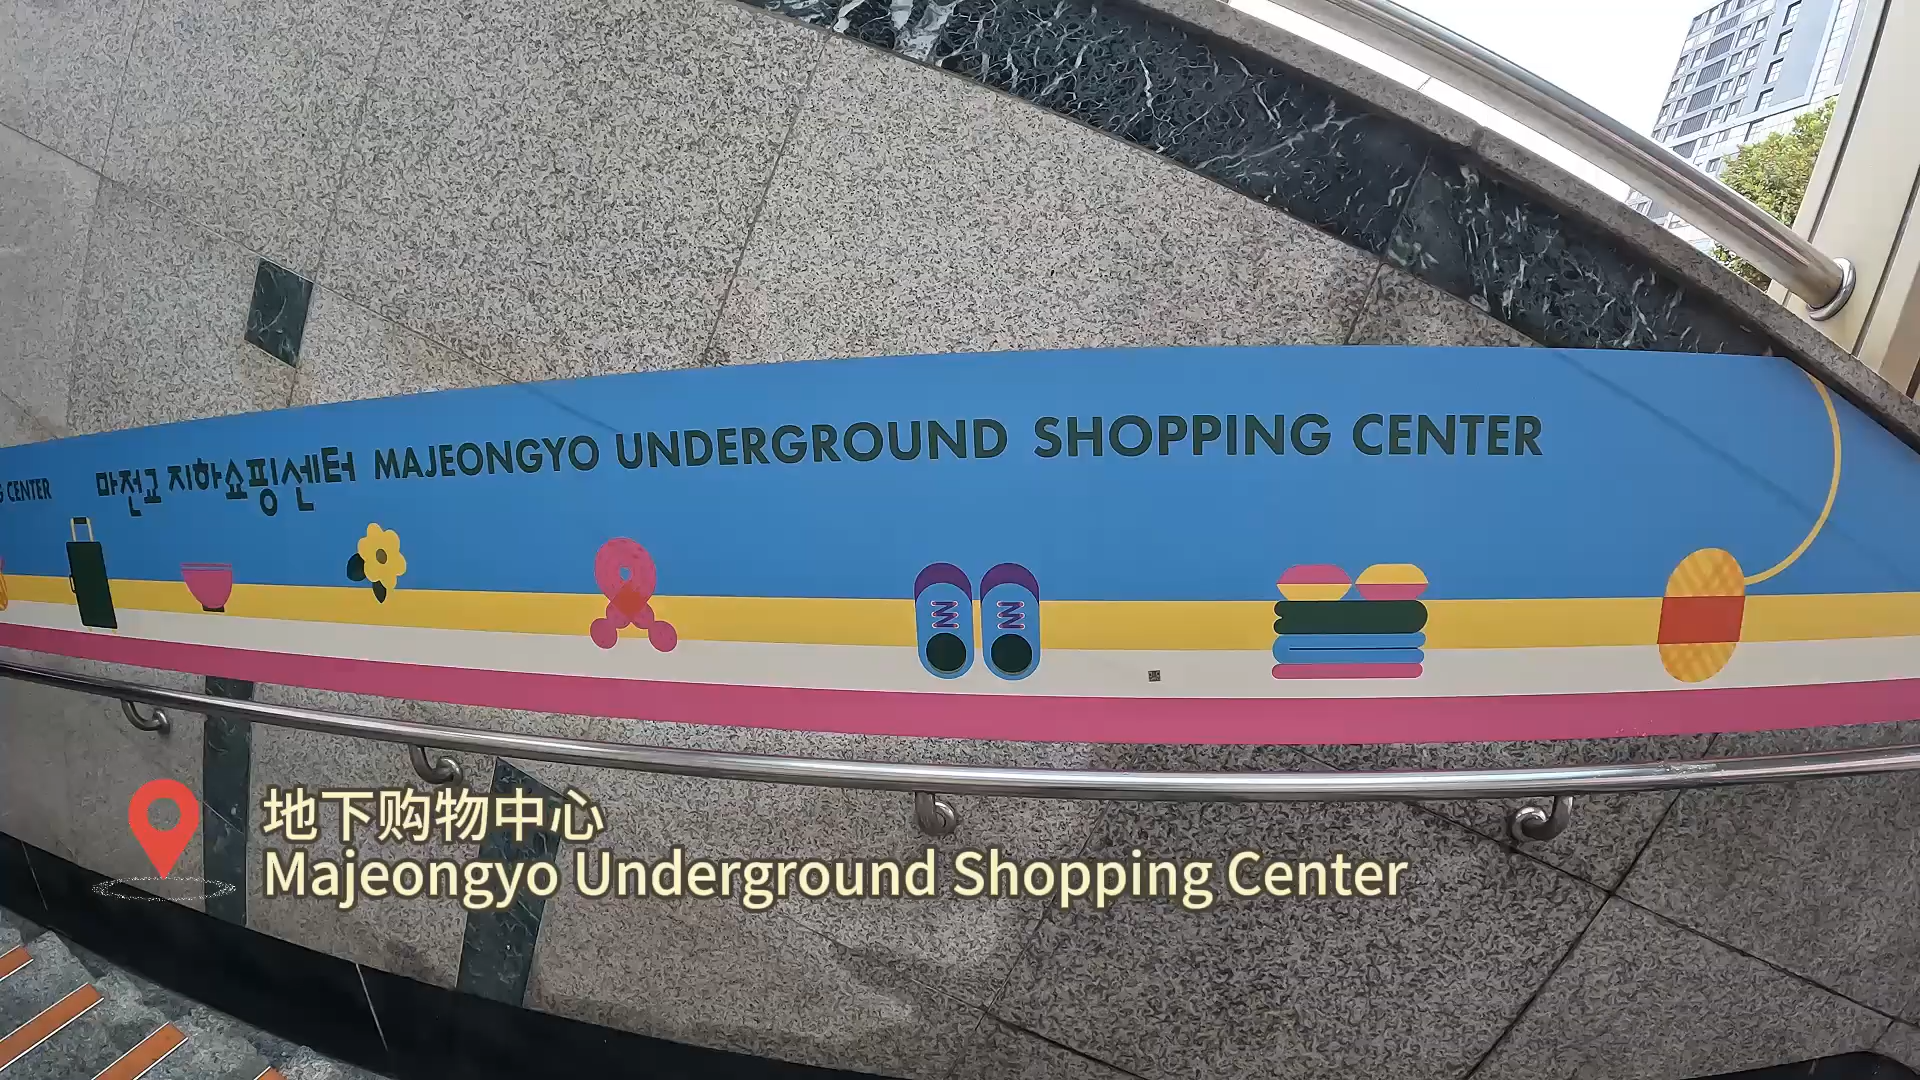 G CENTER 마전교 지하쇼핑센터 MAJEONGYO UNDERGROUND SHOPPING CENTER
地下购物中心
Majeongyo Underground Shopping Center